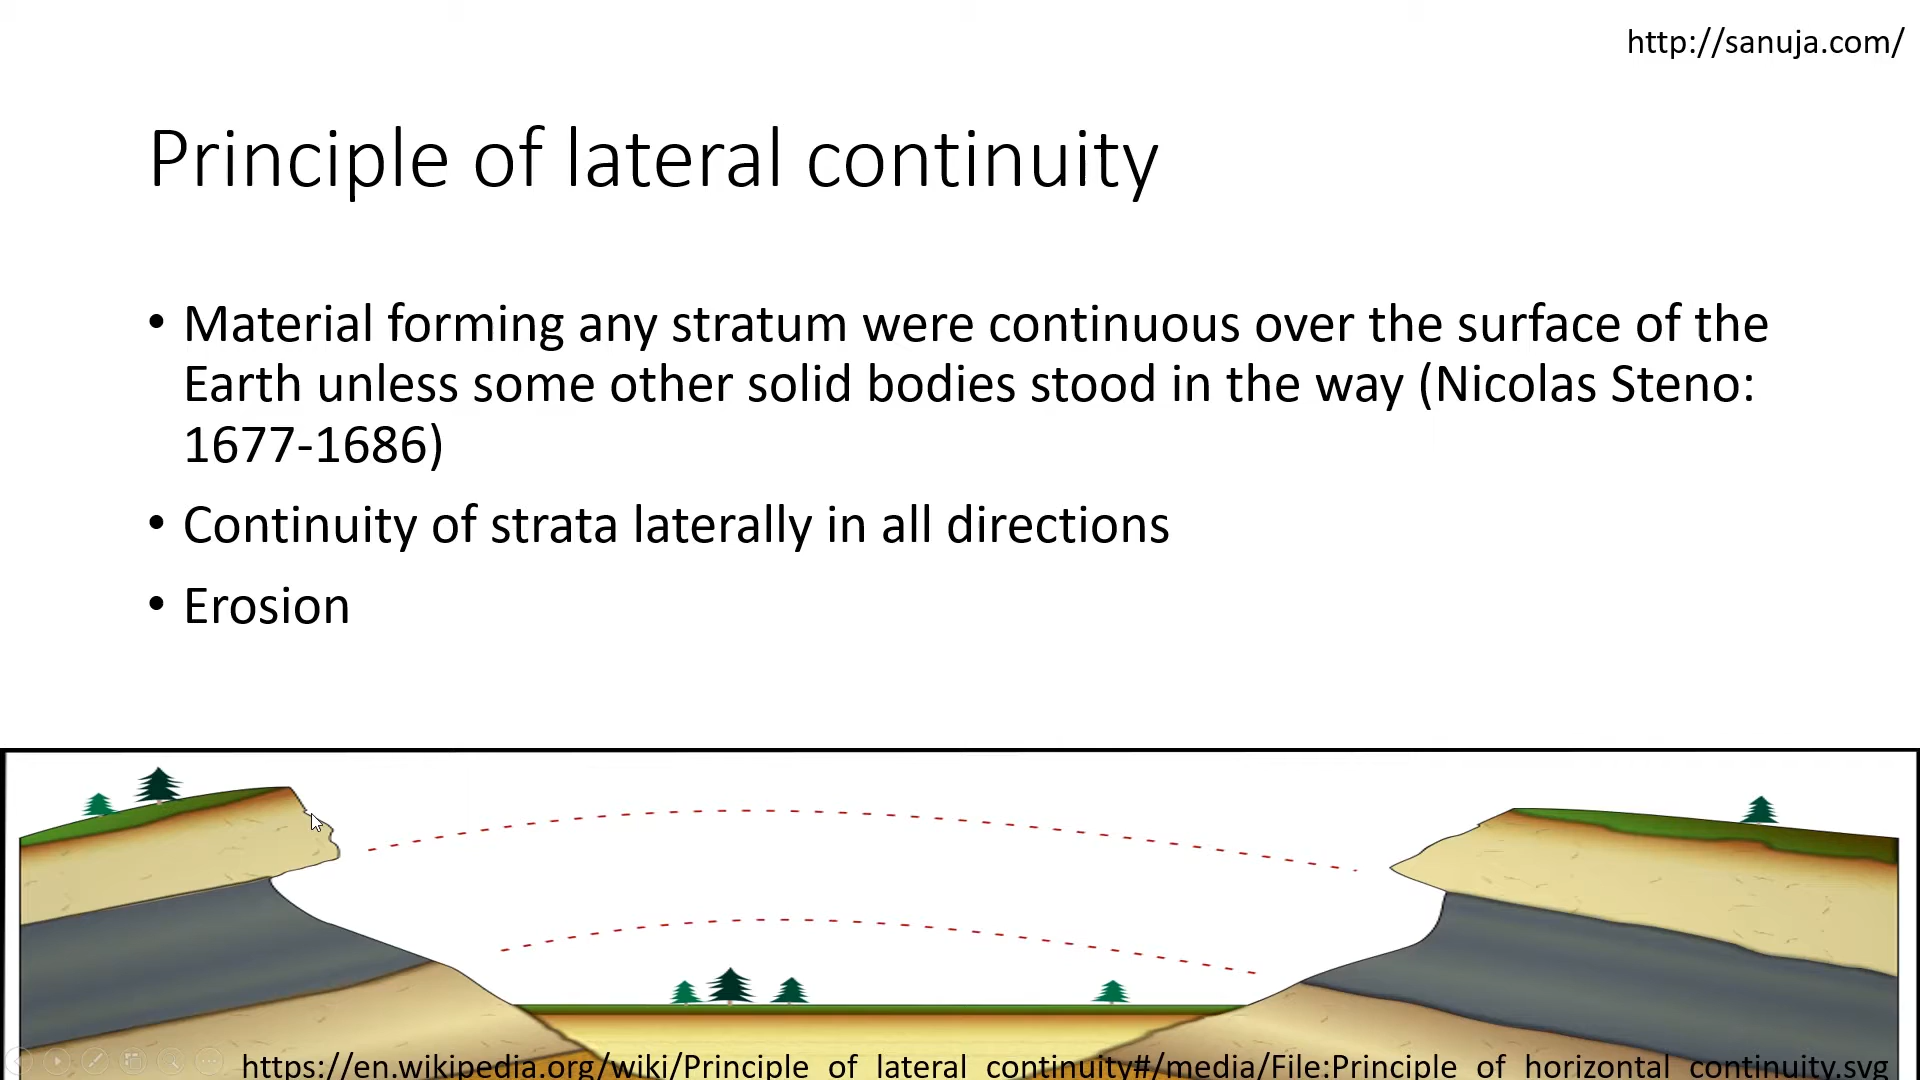 http://sanuja.com/
Principle of lateral continuity
• Material forming any stratum were continuous over the surface of the
Earth unless some other solid bodies stood in the way (Nicolas Steno:
1677-1686)
• Continuity of strata laterally in all directions
• Erosion
https://en.wikipedia.org/wiki/Principle_of_lateral_continuity#/media/File:Principle_of_horizontal_continuity.svg